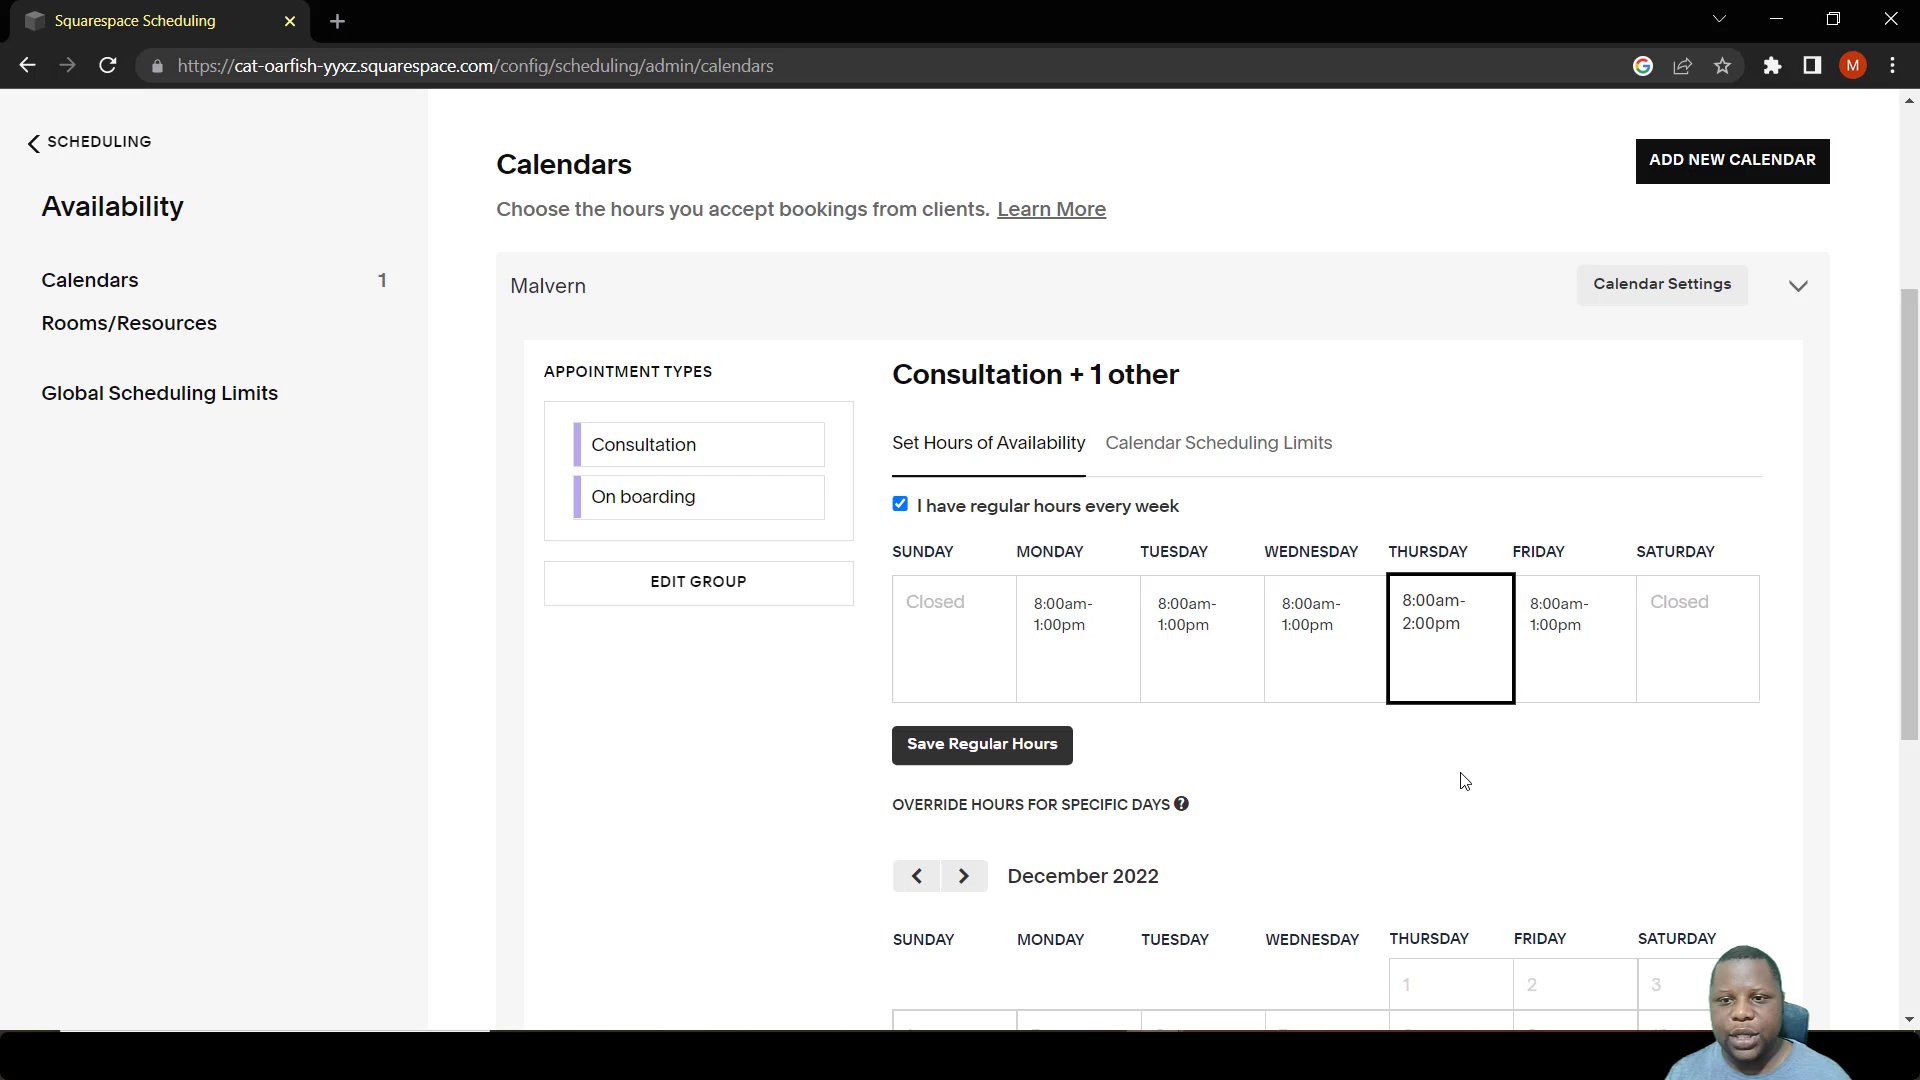 Squarespace Scheduling
https://cat-oarfish-yyxz.squarespace.com/config/scheduling/admin/calendars
M
SCHEDULING
Availability
Calendars 1
Rooms/Resources
Global Scheduling Limits
Calendars
ADD NEW CALENDAR
Choose the hours you accept bookings from clients. Learn More
Malvern
Calendar Settings
APPOINTMENT TYPES
Consultation
On boarding
EDIT GROUP
Consultation + 1 other
Set Hours of Availability Calendar Scheduling Limits
I have regular hours every week
SUNDAY MONDAY TUESDAY WEDNESDAY THURSDAY FRIDAY SATURDAY
Closed 8:00am- 8:00am- 8:00am- 8:00am- 8:00am- Closed
1:00pm 1:00pm 1:00pm 2:00pm 1:00pm
Save Regular Hours
OVERRIDE HOURS FOR SPECIFIC DAYS ?
December 2022
SUNDAY MONDAY TUESDAY WEDNESDAY THURSDAY FRIDAY SATURDAY
1 2 3